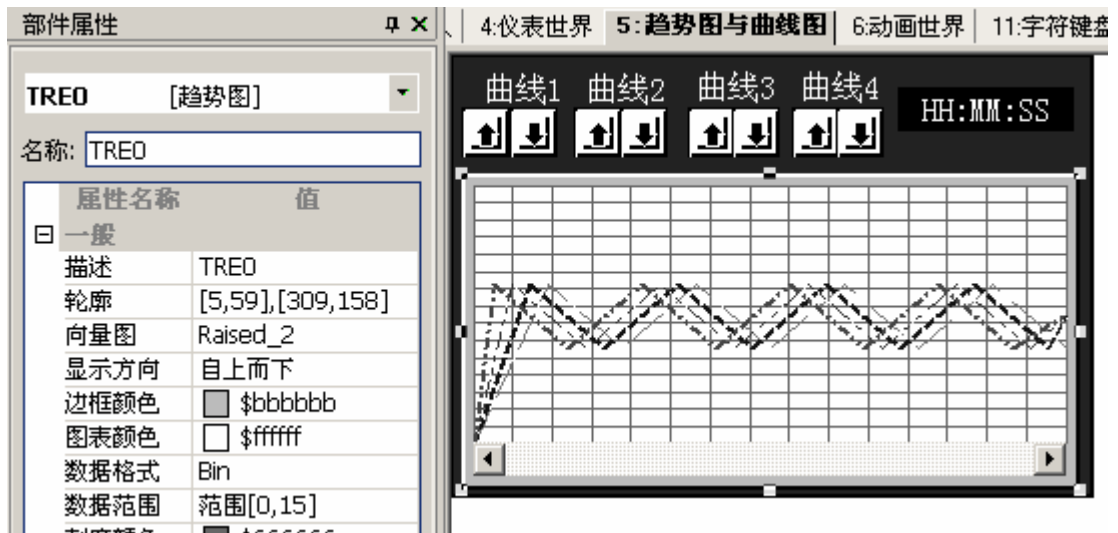 部件属性
4:仪表世界 5:趋势图与曲线图 6:动画世界 11:字符键盘
TRE0 [趋势图]
名称: TRE0
属性名称 值
一般
描述 TRE0
轮廓 [5,59],[309,158]
向量图 Raised_2
显示方向 自上而下
边框颜色 $bbbbbb
图表颜色 $ffffff
数据格式 Bin
数据范围 范围[0,15]
曲线1 曲线2 曲线3 曲线4
HH:MM:SS